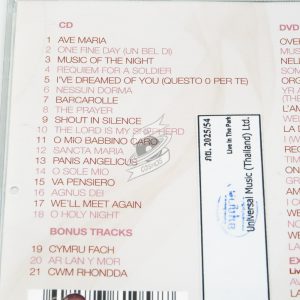 CD
1 AVE MARIA
2 ONE FINE DAY (UN BEL DI)
3 MUSIC OF THE NIGHT
4 REQUIEM FOR A SOLDIER
5 I'VE DREAMED OF YOU (QUESTO È PER TE)
6 NESSUN DORMA
7 BARCAROLLE
8 THE PRAYER
9 SHOUT IN SILENCE
10 THE LORD IS MY SHEPHERD
11 O MIO BABBINO CARO
12 SANCTA MARIA
13 PANIS ANGELICUS
14 O SOLE MIO
15 VA PENSIERO
16 AGNUS DEI
17 WE'LL MEET AGAIN
18 O HOLY NIGHT
BONUS TRACKS
19 CYMRU FACH
20 AR LAN Y MOR
21 CWM RHONDDA
DVD
Live In The Park
Universal Music (Thailand) Ltd.